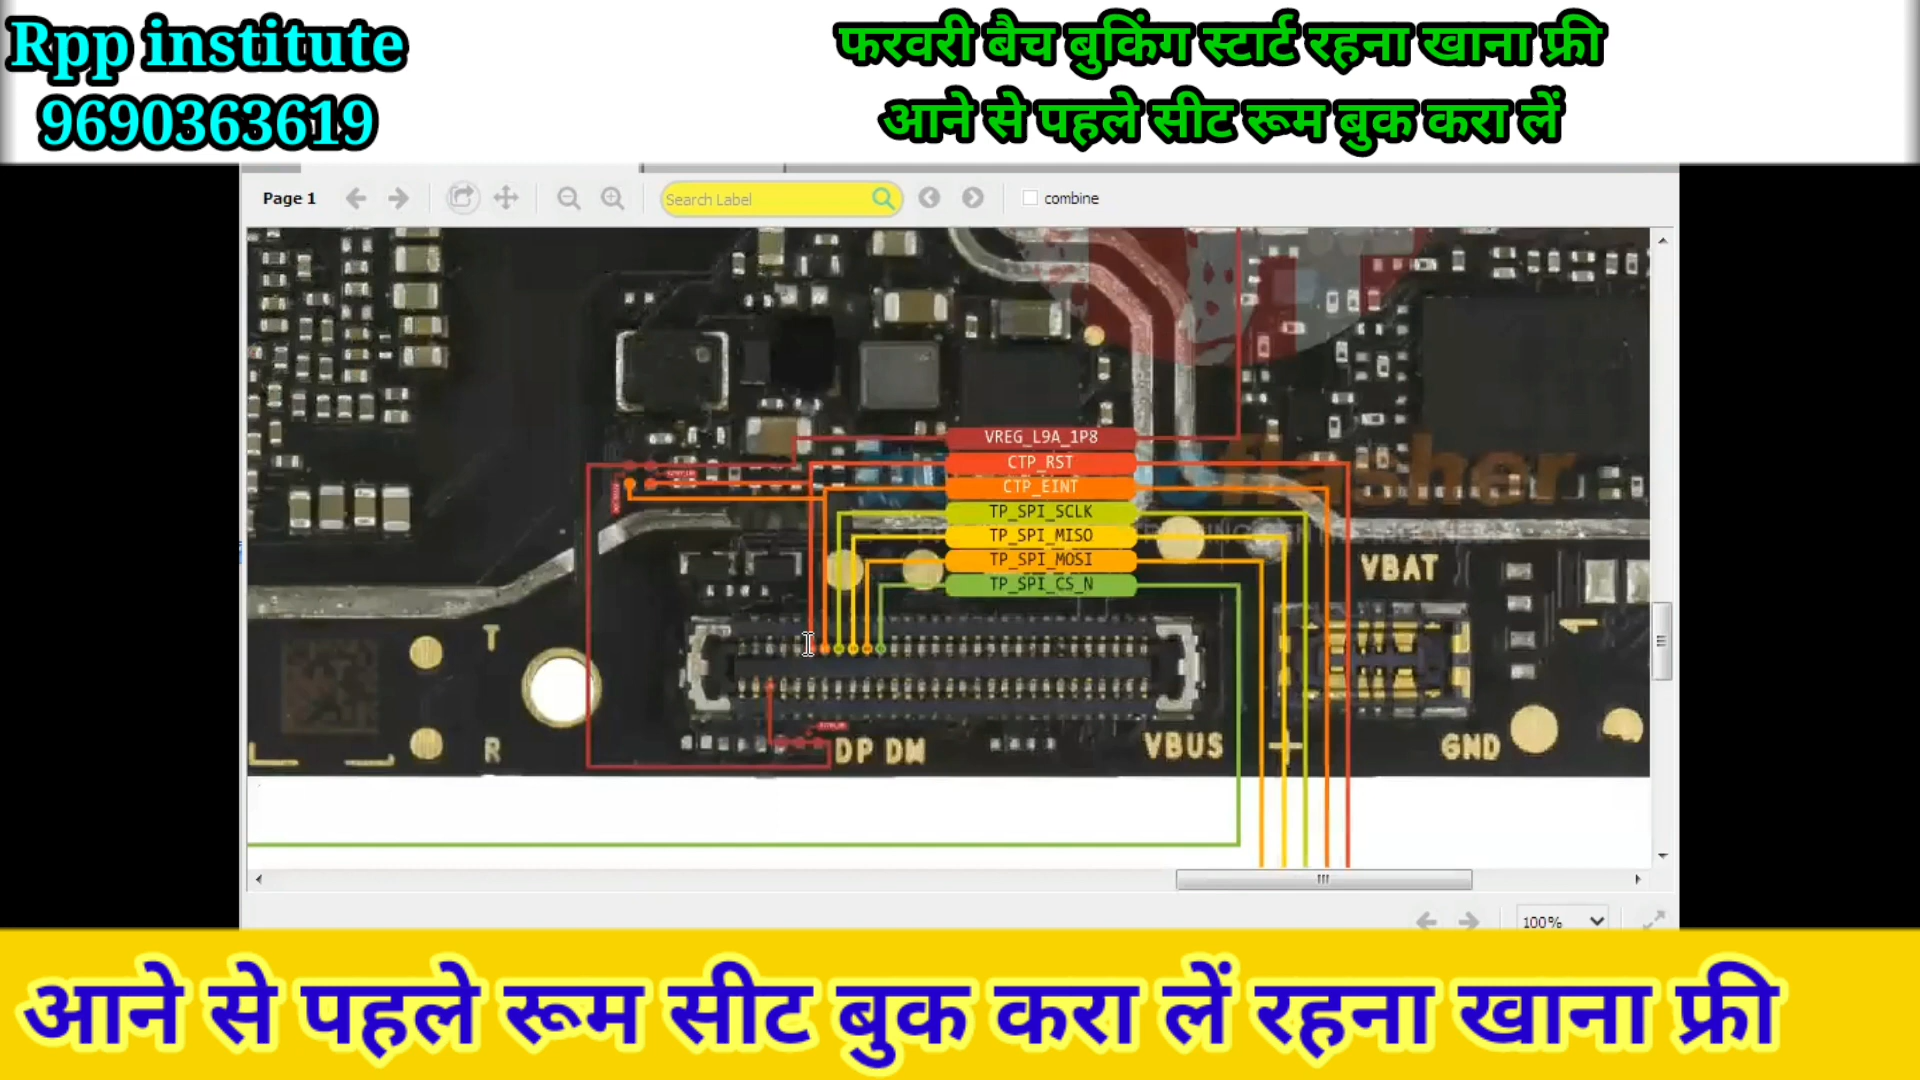 Rpp institute
9690363619
फरवरी बैच बुकिंग स्टार्ट रहना खाना फ्री
आने से पहले सीट रूम बुक करा लें
Page 1
Search Label
combine
VREG_L9A_1P8
CTP_RST
CTP_EINT
TP_SPI_SCLK
TP_SPI_MISO
TP_SPI_MOSI
TP_SPI_CS_N
flasher
VBAT
T
R
DP DM
VBUS
+
GND
100%
आने से पहले रूम सीट बुक करा लें रहना खाना फ्री